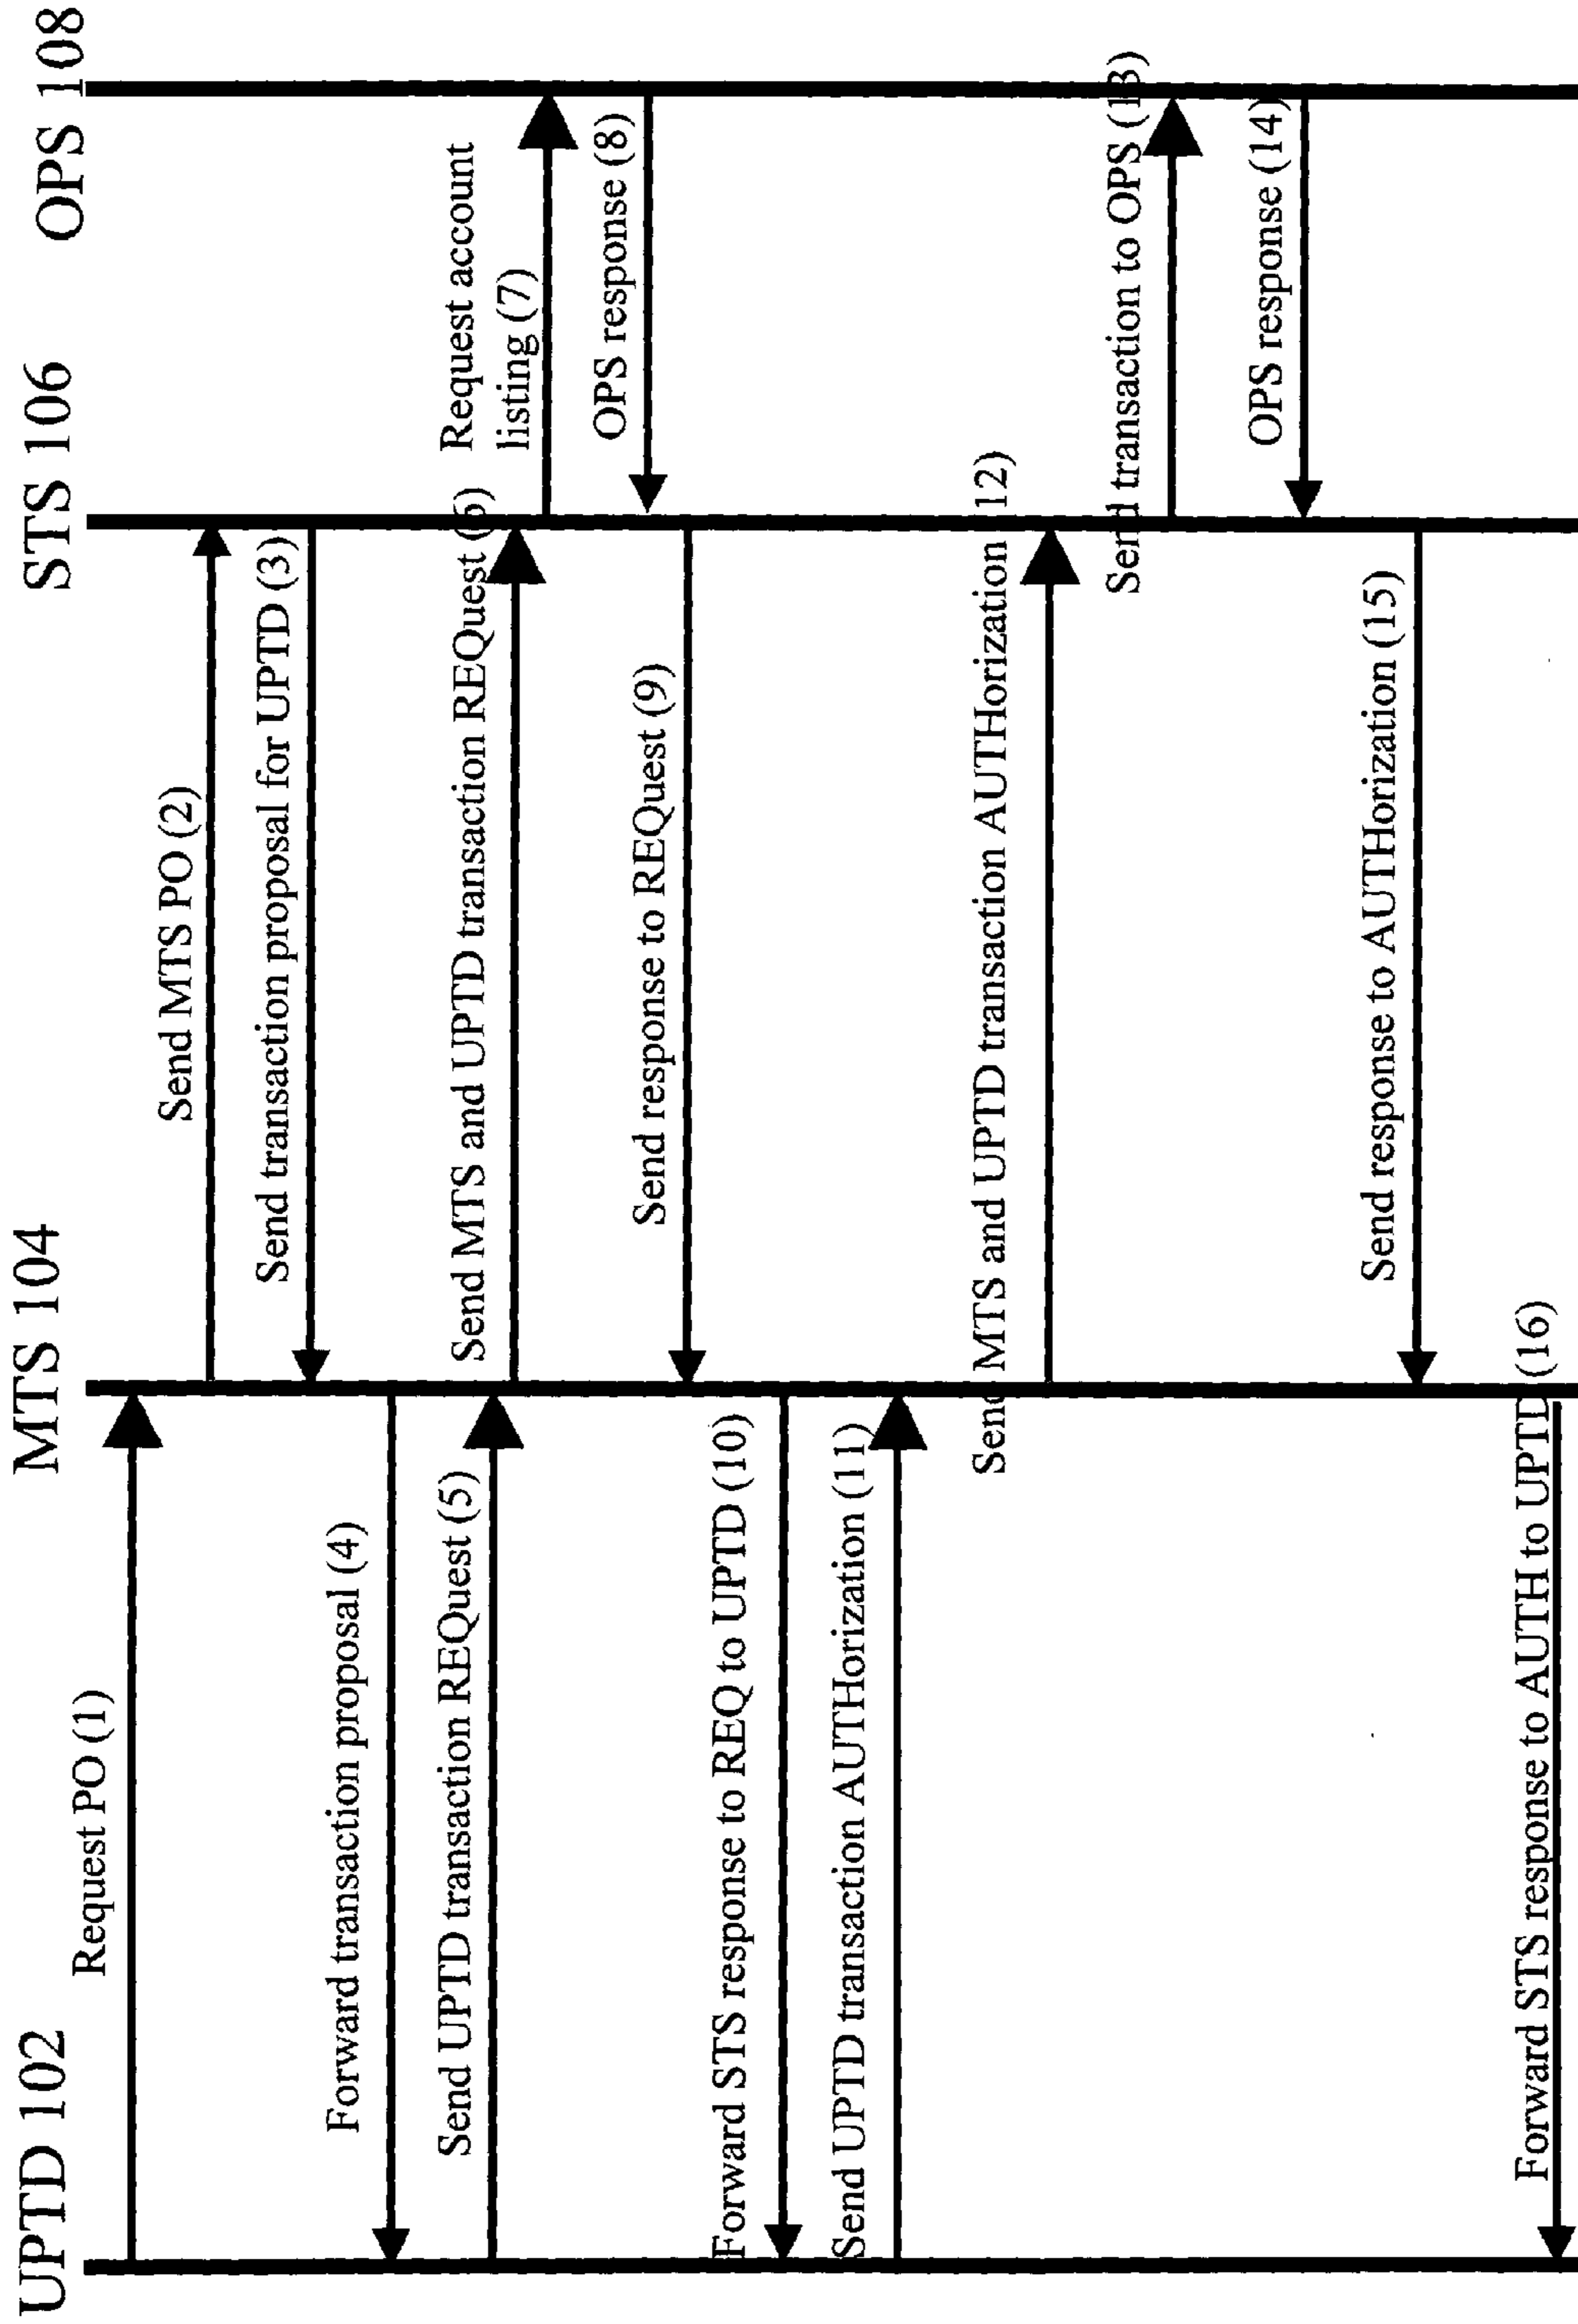 UPTD 102
MTS 104
STS 106
OPS 108
Request PO (1)
Send MTS PO (2)
Send transaction proposal for UPTD (3)
Forward transaction proposal (4)
Send UPTD transaction REQuest (5)
Send MTS and UPTD transaction REQuest (6)
Request account
listing (7)
OPS response (8)
Send response to REQuest (9)
Forward STS response to REQ to UPTD (10)
Send UPTD transaction AUTHorization (11)
Send MTS and UPTD transaction AUTHorization (12)
Send transaction to OPS (13)
OPS response (14)
Send response to AUTHorization (15)
Forward STS response to AUTH to UPTD (16)